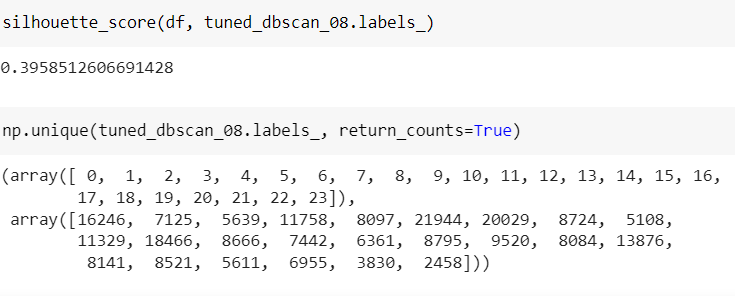 silhouette_score(df, tuned_dbscan_08.labels_)
0.3958512606691428
np.unique(tuned_dbscan_08.labels_, return_counts=True)
(array([ 0,  1,  2,  3,  4,  5,  6,  7,  8,  9, 10, 11, 12, 13, 14, 15, 16,
        17, 18, 19, 20, 21, 22, 23]),
 array([16246,  7125,  5639, 11758,  8097, 21944, 20029,  8724,  5108,
        11329, 18466,  8666,  7442,  6361,  8795,  9520,  8084, 13876,
         8141,  8521,  5611,  6955,  3830,  2458]))